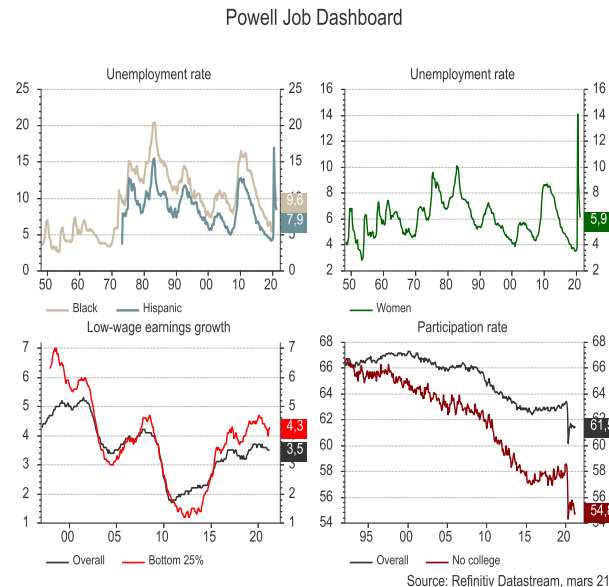 Powell Job Dashboard
Unemployment rate
25 25
20 20
15 15
10 10
5 5
0 0
9,6
7,9
50 60 70 80 90 00 10 20
Black Hispanic
Unemployment rate
16 16
14 14
12 12
10 10
8 8
6 6
4 4
2 2
5,9
50 60 70 80 90 00 10 20
Women
Low-wage earnings growth
7 7
6 6
5 5
4 4
3 3
2 2
1 1
4,3
3,5
00 05 10 15 20
Overall Bottom 25%
Participation rate
68 68
66 66
64 64
62 62
60 60
58 58
56 56
54 54
95 00 05 10 15 20
Overall No college
Source: Refinitiv Datastream, mars 21